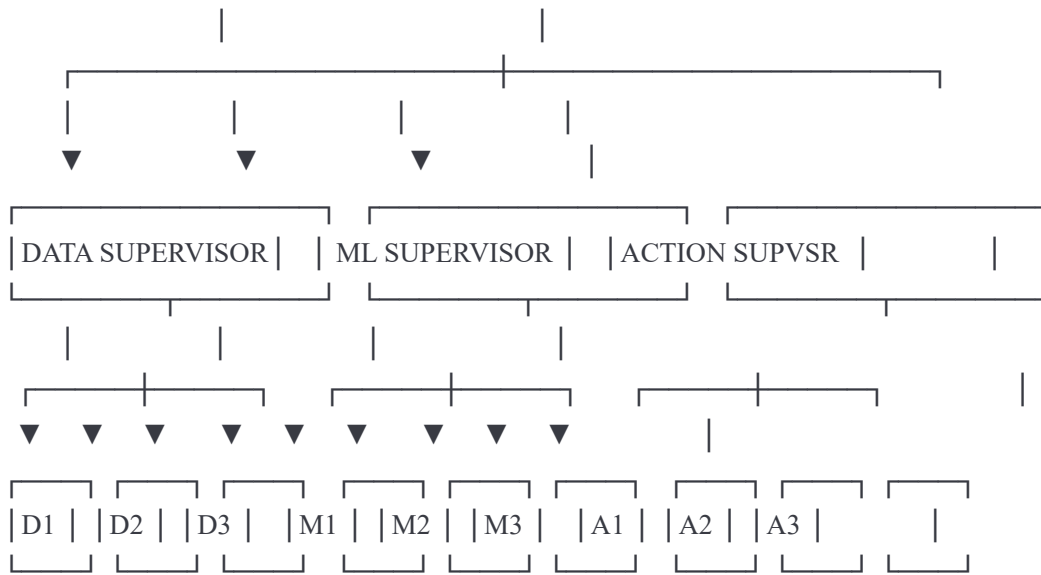 DATA SUPERVISOR ML SUPERVISOR ACTION SUPVSR
D1 D2 D3 M1 M2 M3 A1 A2 A3